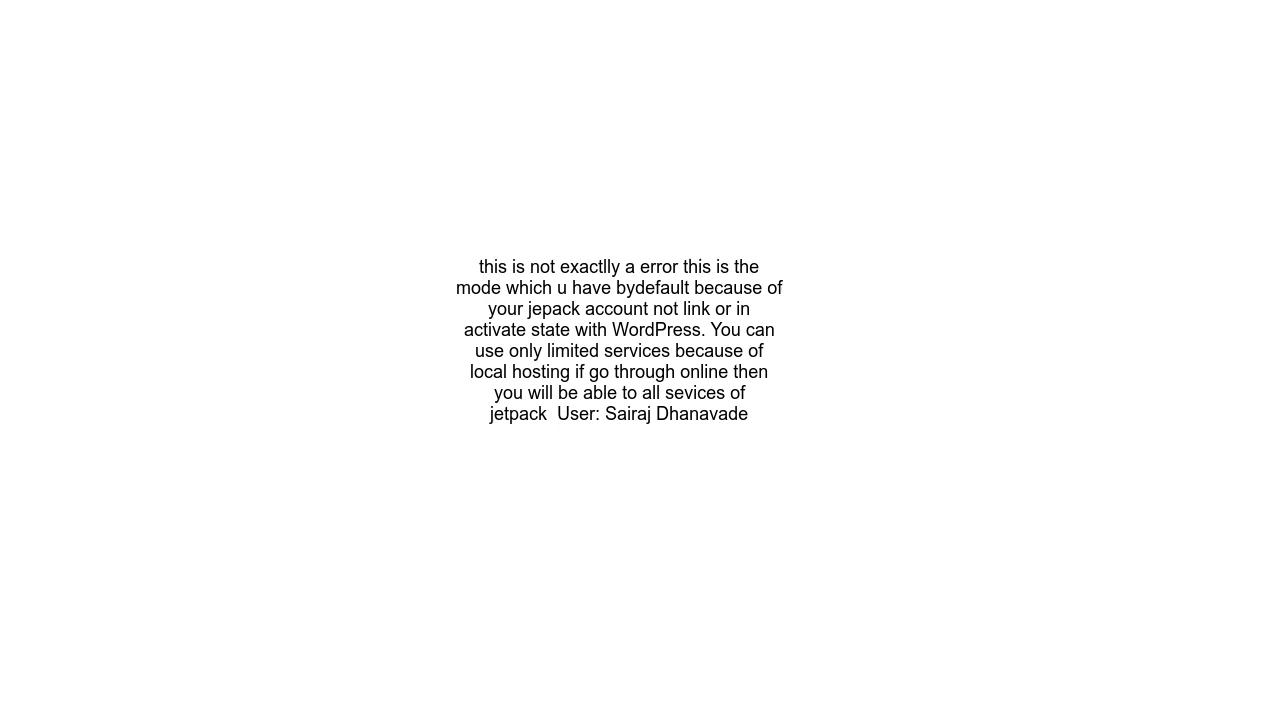 this is not exactlly a error this is the
mode which u have bydefault because of
your jepack account not link or in
activate state with WordPress. You can
use only limited services because of
local hosting if go through online then
you will be able to all sevices of
jetpack  User: Sairaj Dhanavade